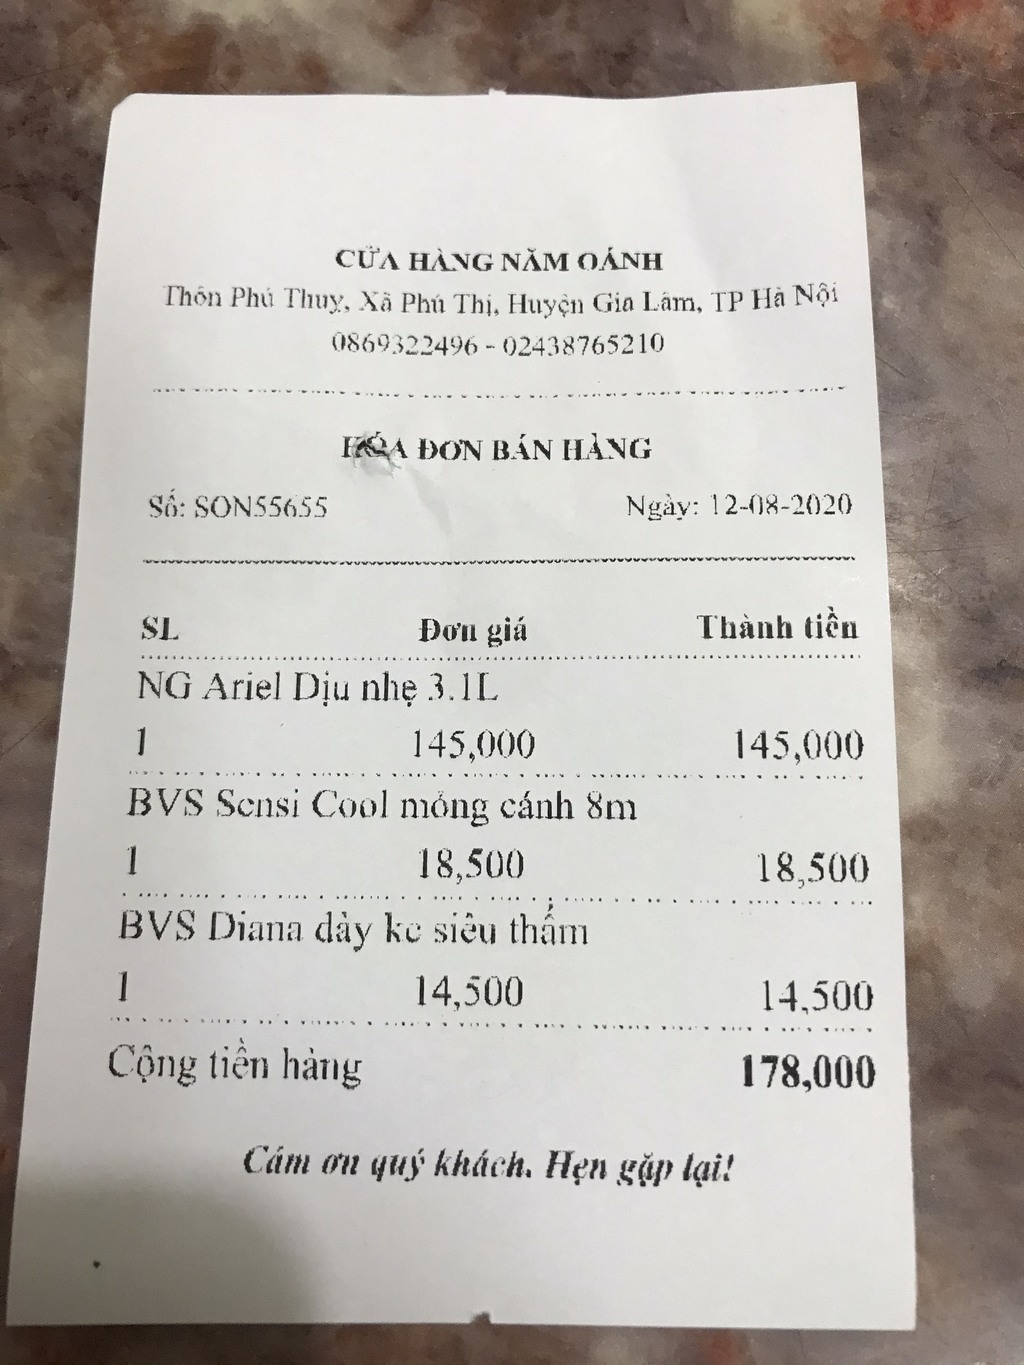 CỬA HÀNG NĂM OÁNH
Thôn Phú Thuỵ, Xã Phú Thị, Huyện Gia Lâm, TP Hà Nội
0869322496 - 02438765210
HÓA ĐƠN BÁN HÀNG
Số: SON55655 Ngày: 12-08-2020
SL Đơn giá Thành tiền
NG Ariel Dịu nhẹ 3.1L
1 145,000 145,000
BVS Sensi Cool mỏng cánh 8m
1 18,500 18,500
BVS Diana dày ke siêu thấm
1 14,500 14,500
Cộng tiền hàng 178,000
Cám ơn quý khách. Hẹn gặp lại!